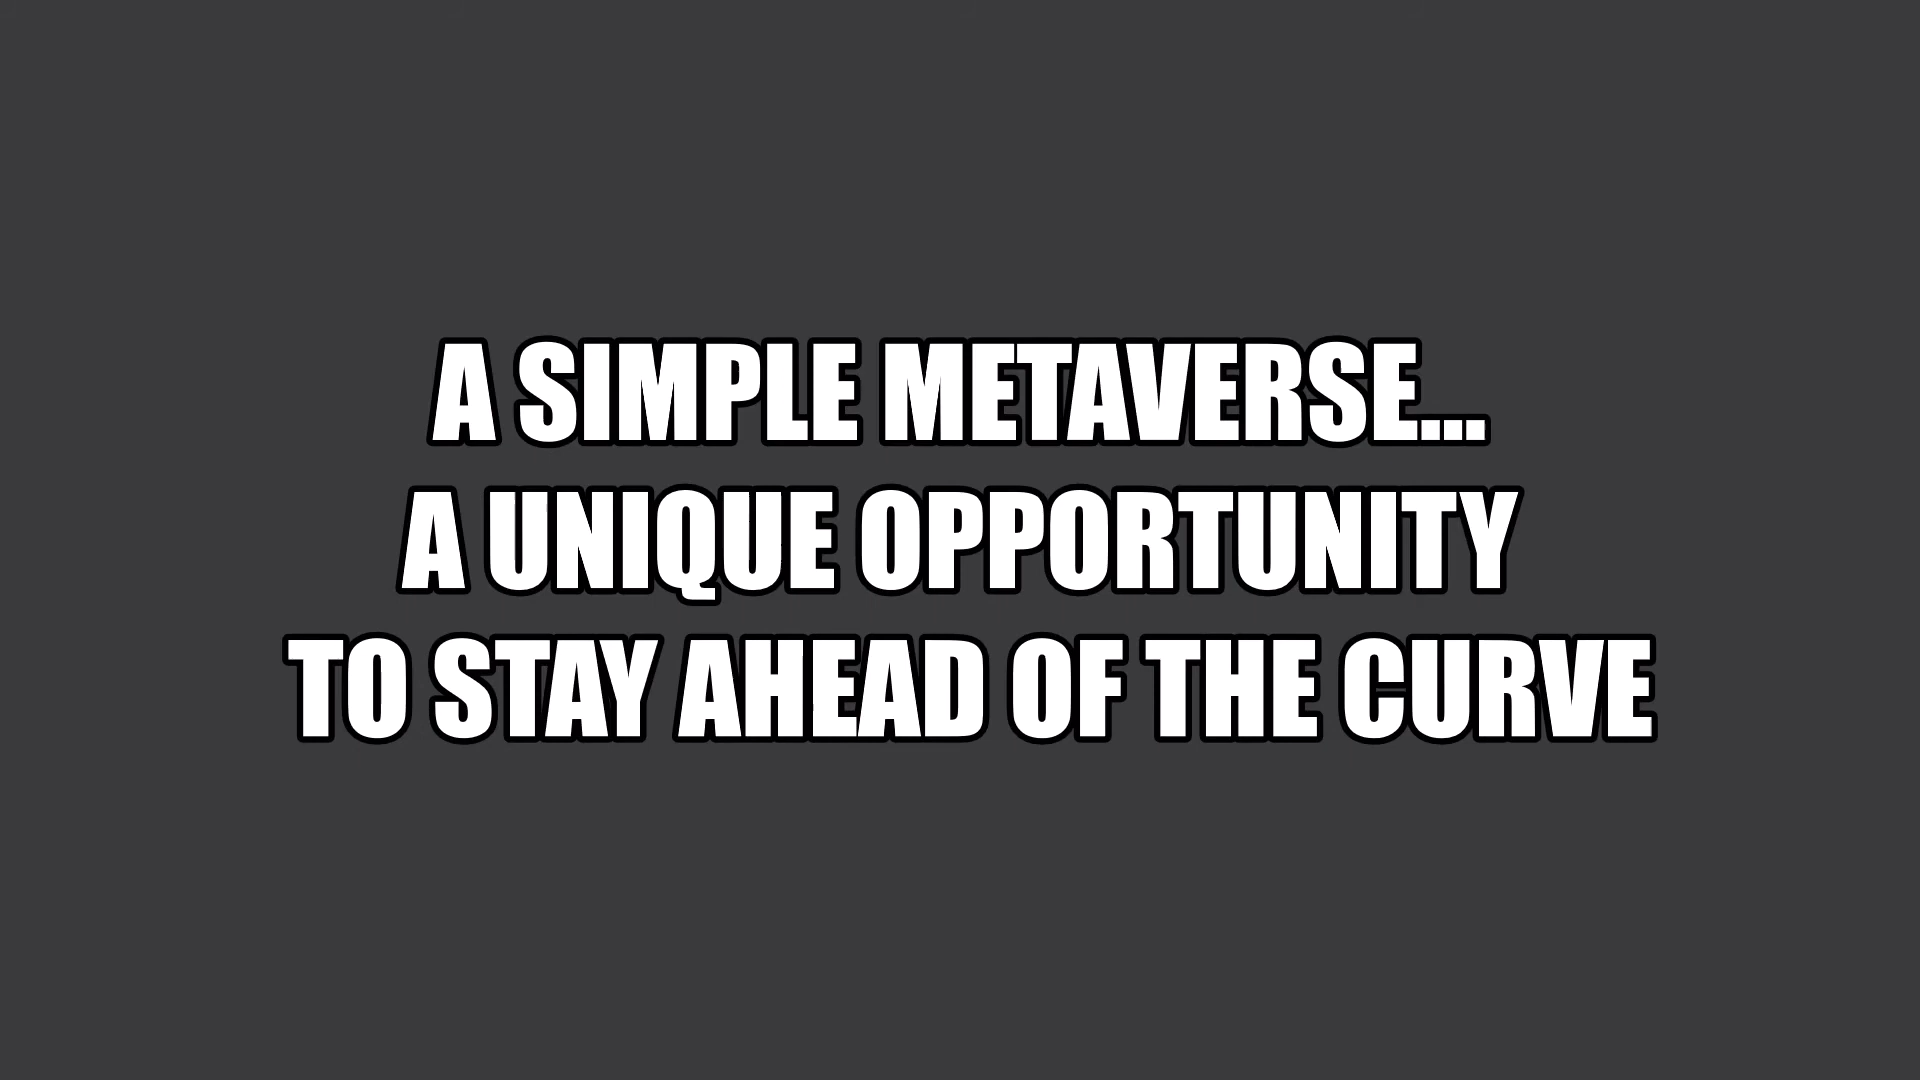 A SIMPLE METAVERSE...
A UNIQUE OPPORTUNITY
TO STAY AHEAD OF THE CURVE